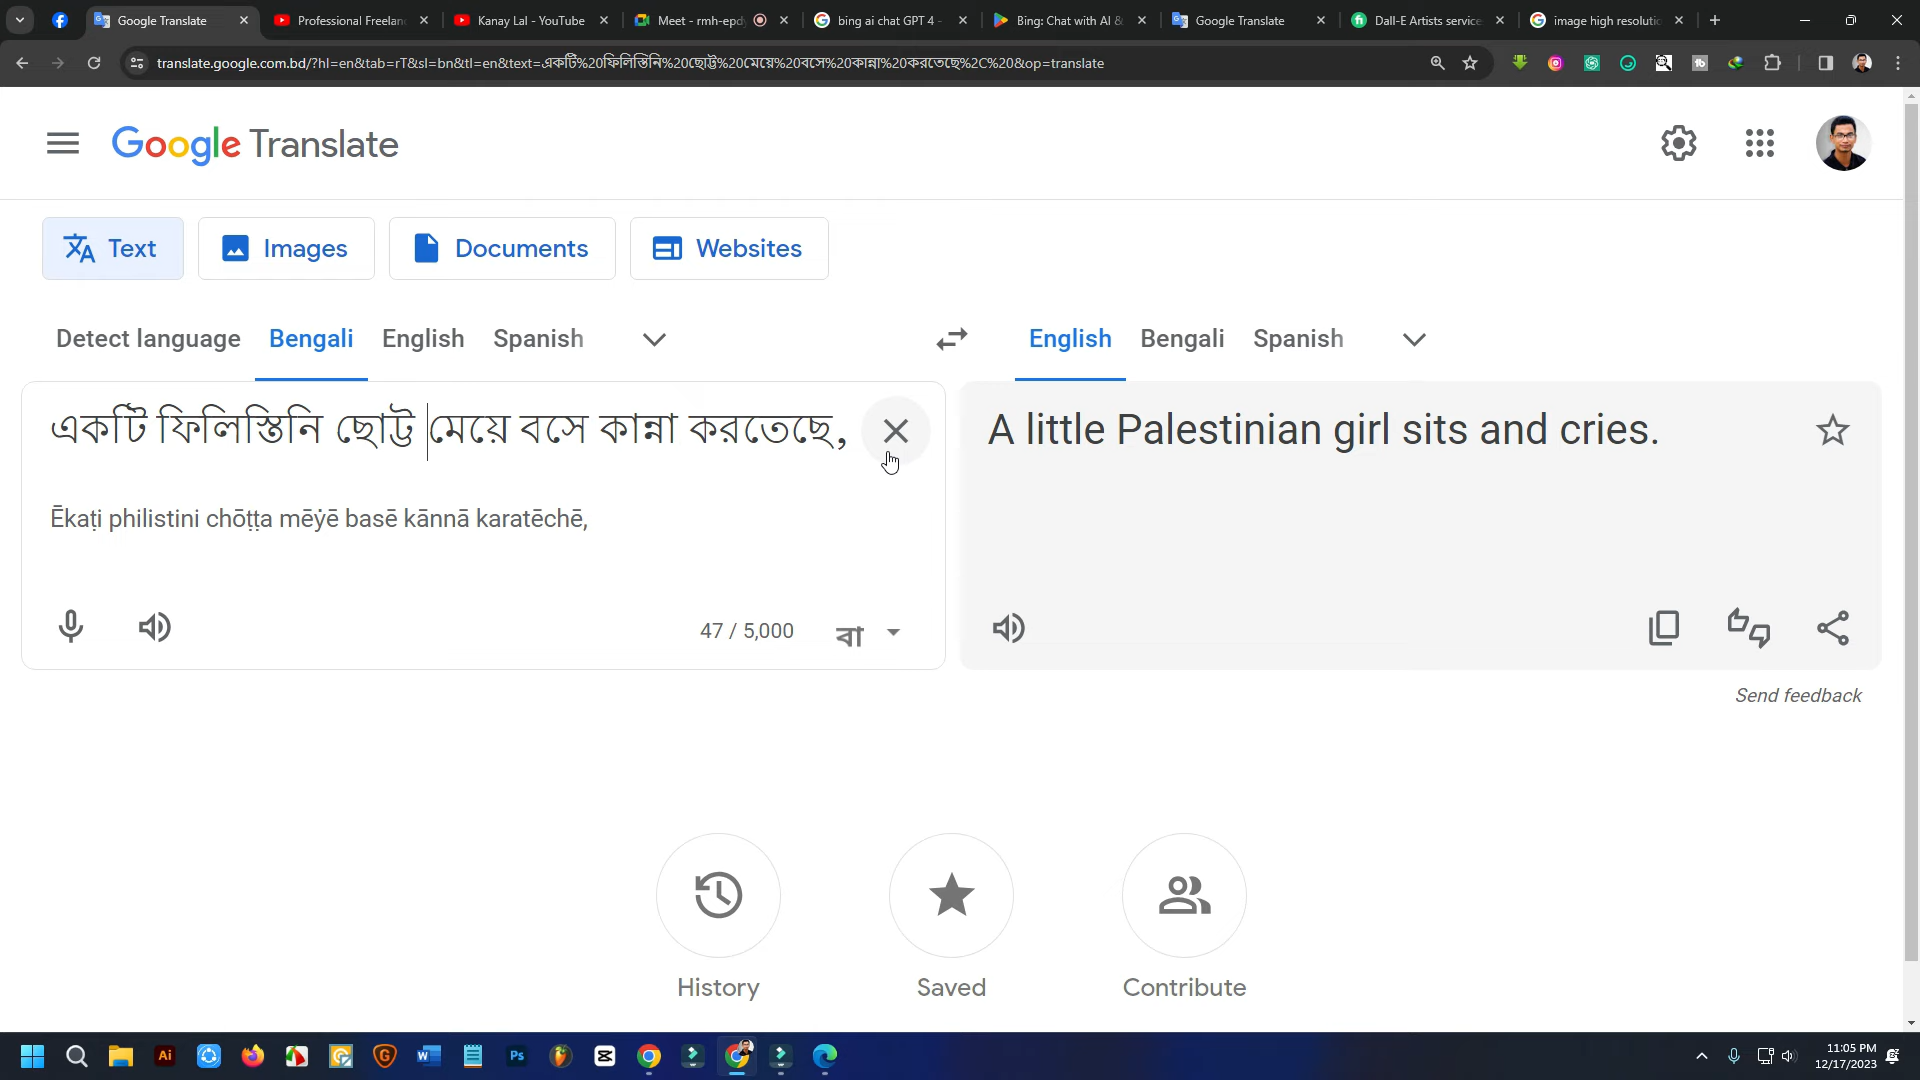 Google Translate
Professional Freelan
Kanay Lal - YouTube
Meet - rmh-epdy
bing ai chat GPT 4 -
Bing: Chat with AI &
Google Translate
Dall-E Artists service
image high resolutio
translate.google.com.bd/?hl=en&tab=rT&sl=bn&tl=en&text=একটি%20ফিলিস্তিনি%20ছোট্ট%20মেয়ে%20বসে%20কান্না%20করতেছে%2C%20&op=translate
Google Translate
Text
Images
Documents
Websites
Detect language
Bengali
English
Spanish
English
Bengali
Spanish
একটি ফিলিস্তিনি ছোট্ট মেয়ে বসে কান্না করতেছে,
A little Palestinian girl sits and cries.
Ēkaṭi philistini chōṭṭa mēẏē basē kānnā karatēchē,
47 / 5,000
বা
Send feedback
History
Saved
Contribute
11:05 PM
12/17/2023